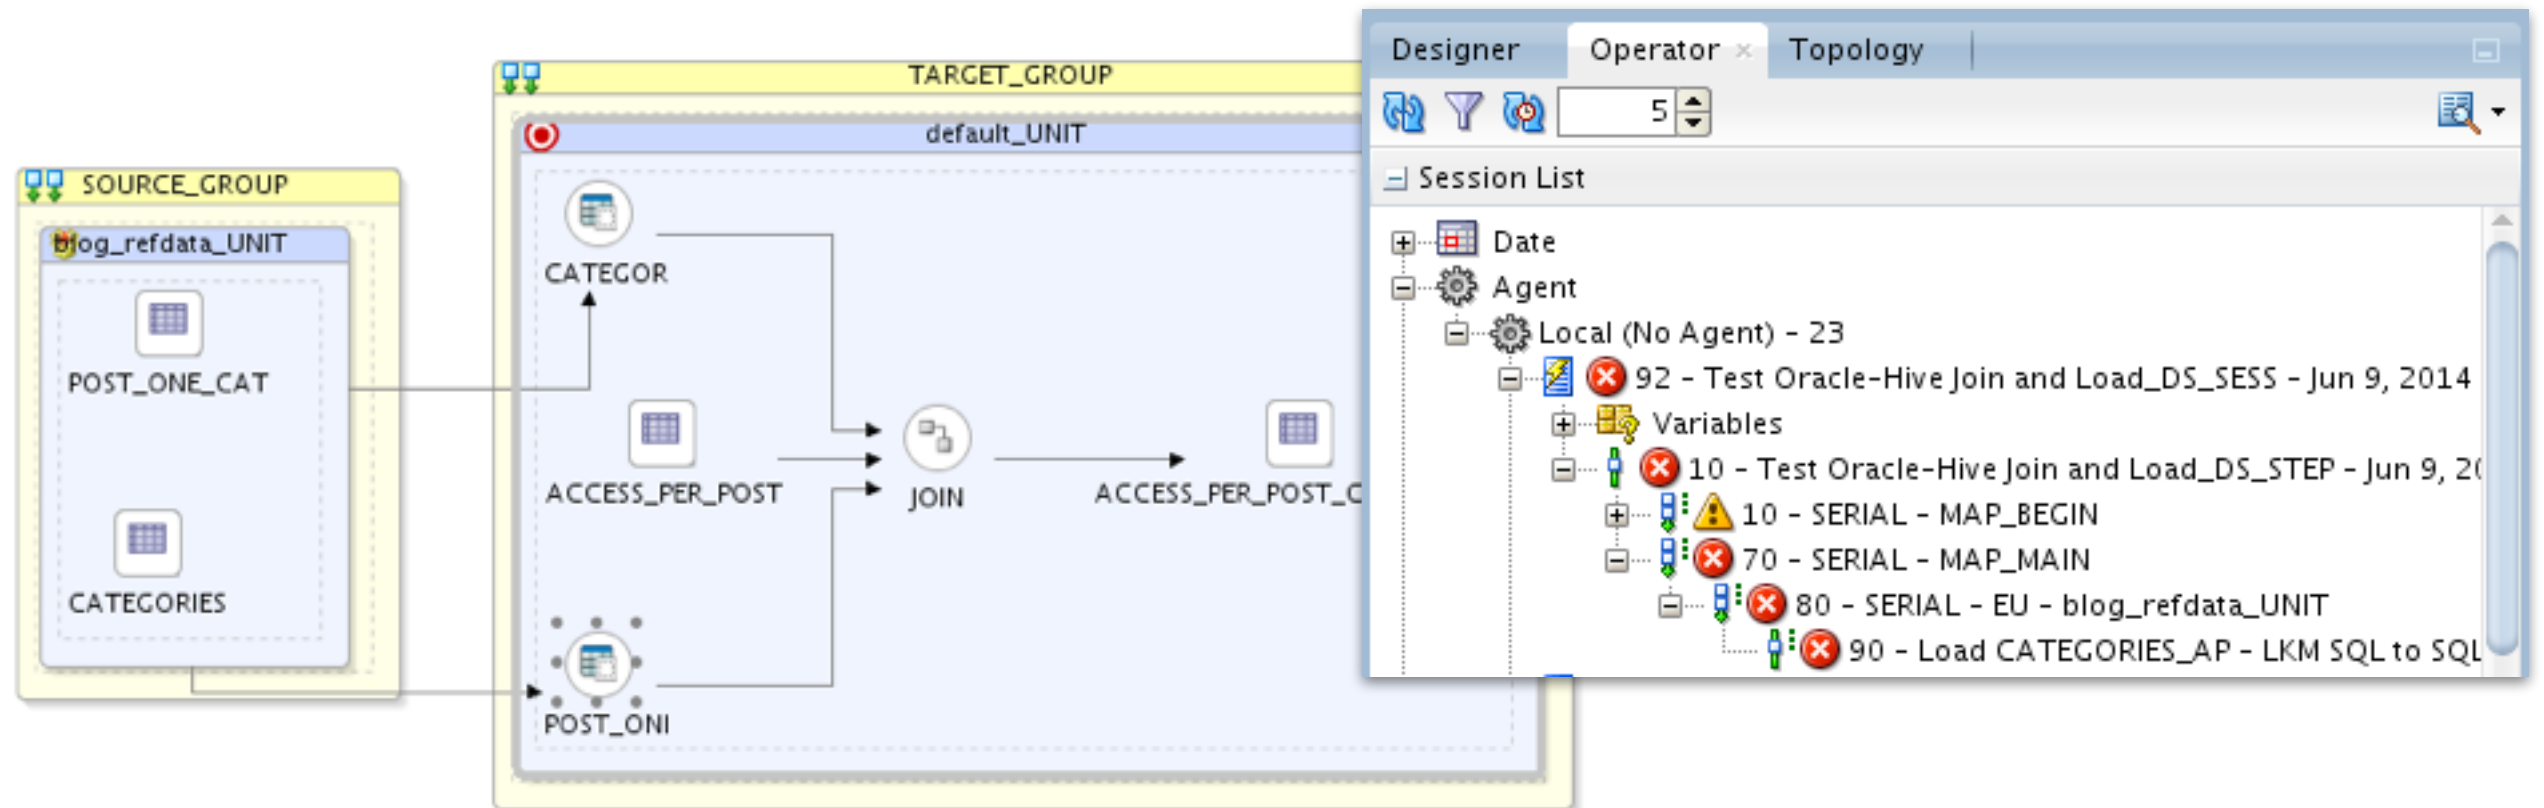 SOURCE_GROUP
blog_refdata_UNIT
POST_ONE_CAT
CATEGORIES
TARGET_GROUP
default_UNIT
CATEGOR
ACCESS_PER_POST
JOIN
ACCESS_PER_POST_C
POST_ONI
Designer Operator Topology
5
Session List
Date
Agent
Local (No Agent) - 23
92 - Test Oracle-Hive Join and Load_DS_SESS - Jun 9, 2014
Variables
10 - Test Oracle-Hive Join and Load_DS_STEP - Jun 9, 20
10 - SERIAL - MAP_BEGIN
70 - SERIAL - MAP_MAIN
80 - SERIAL - EU - blog_refdata_UNIT
90 - Load CATEGORIES_AP - LKM SQL to SQL